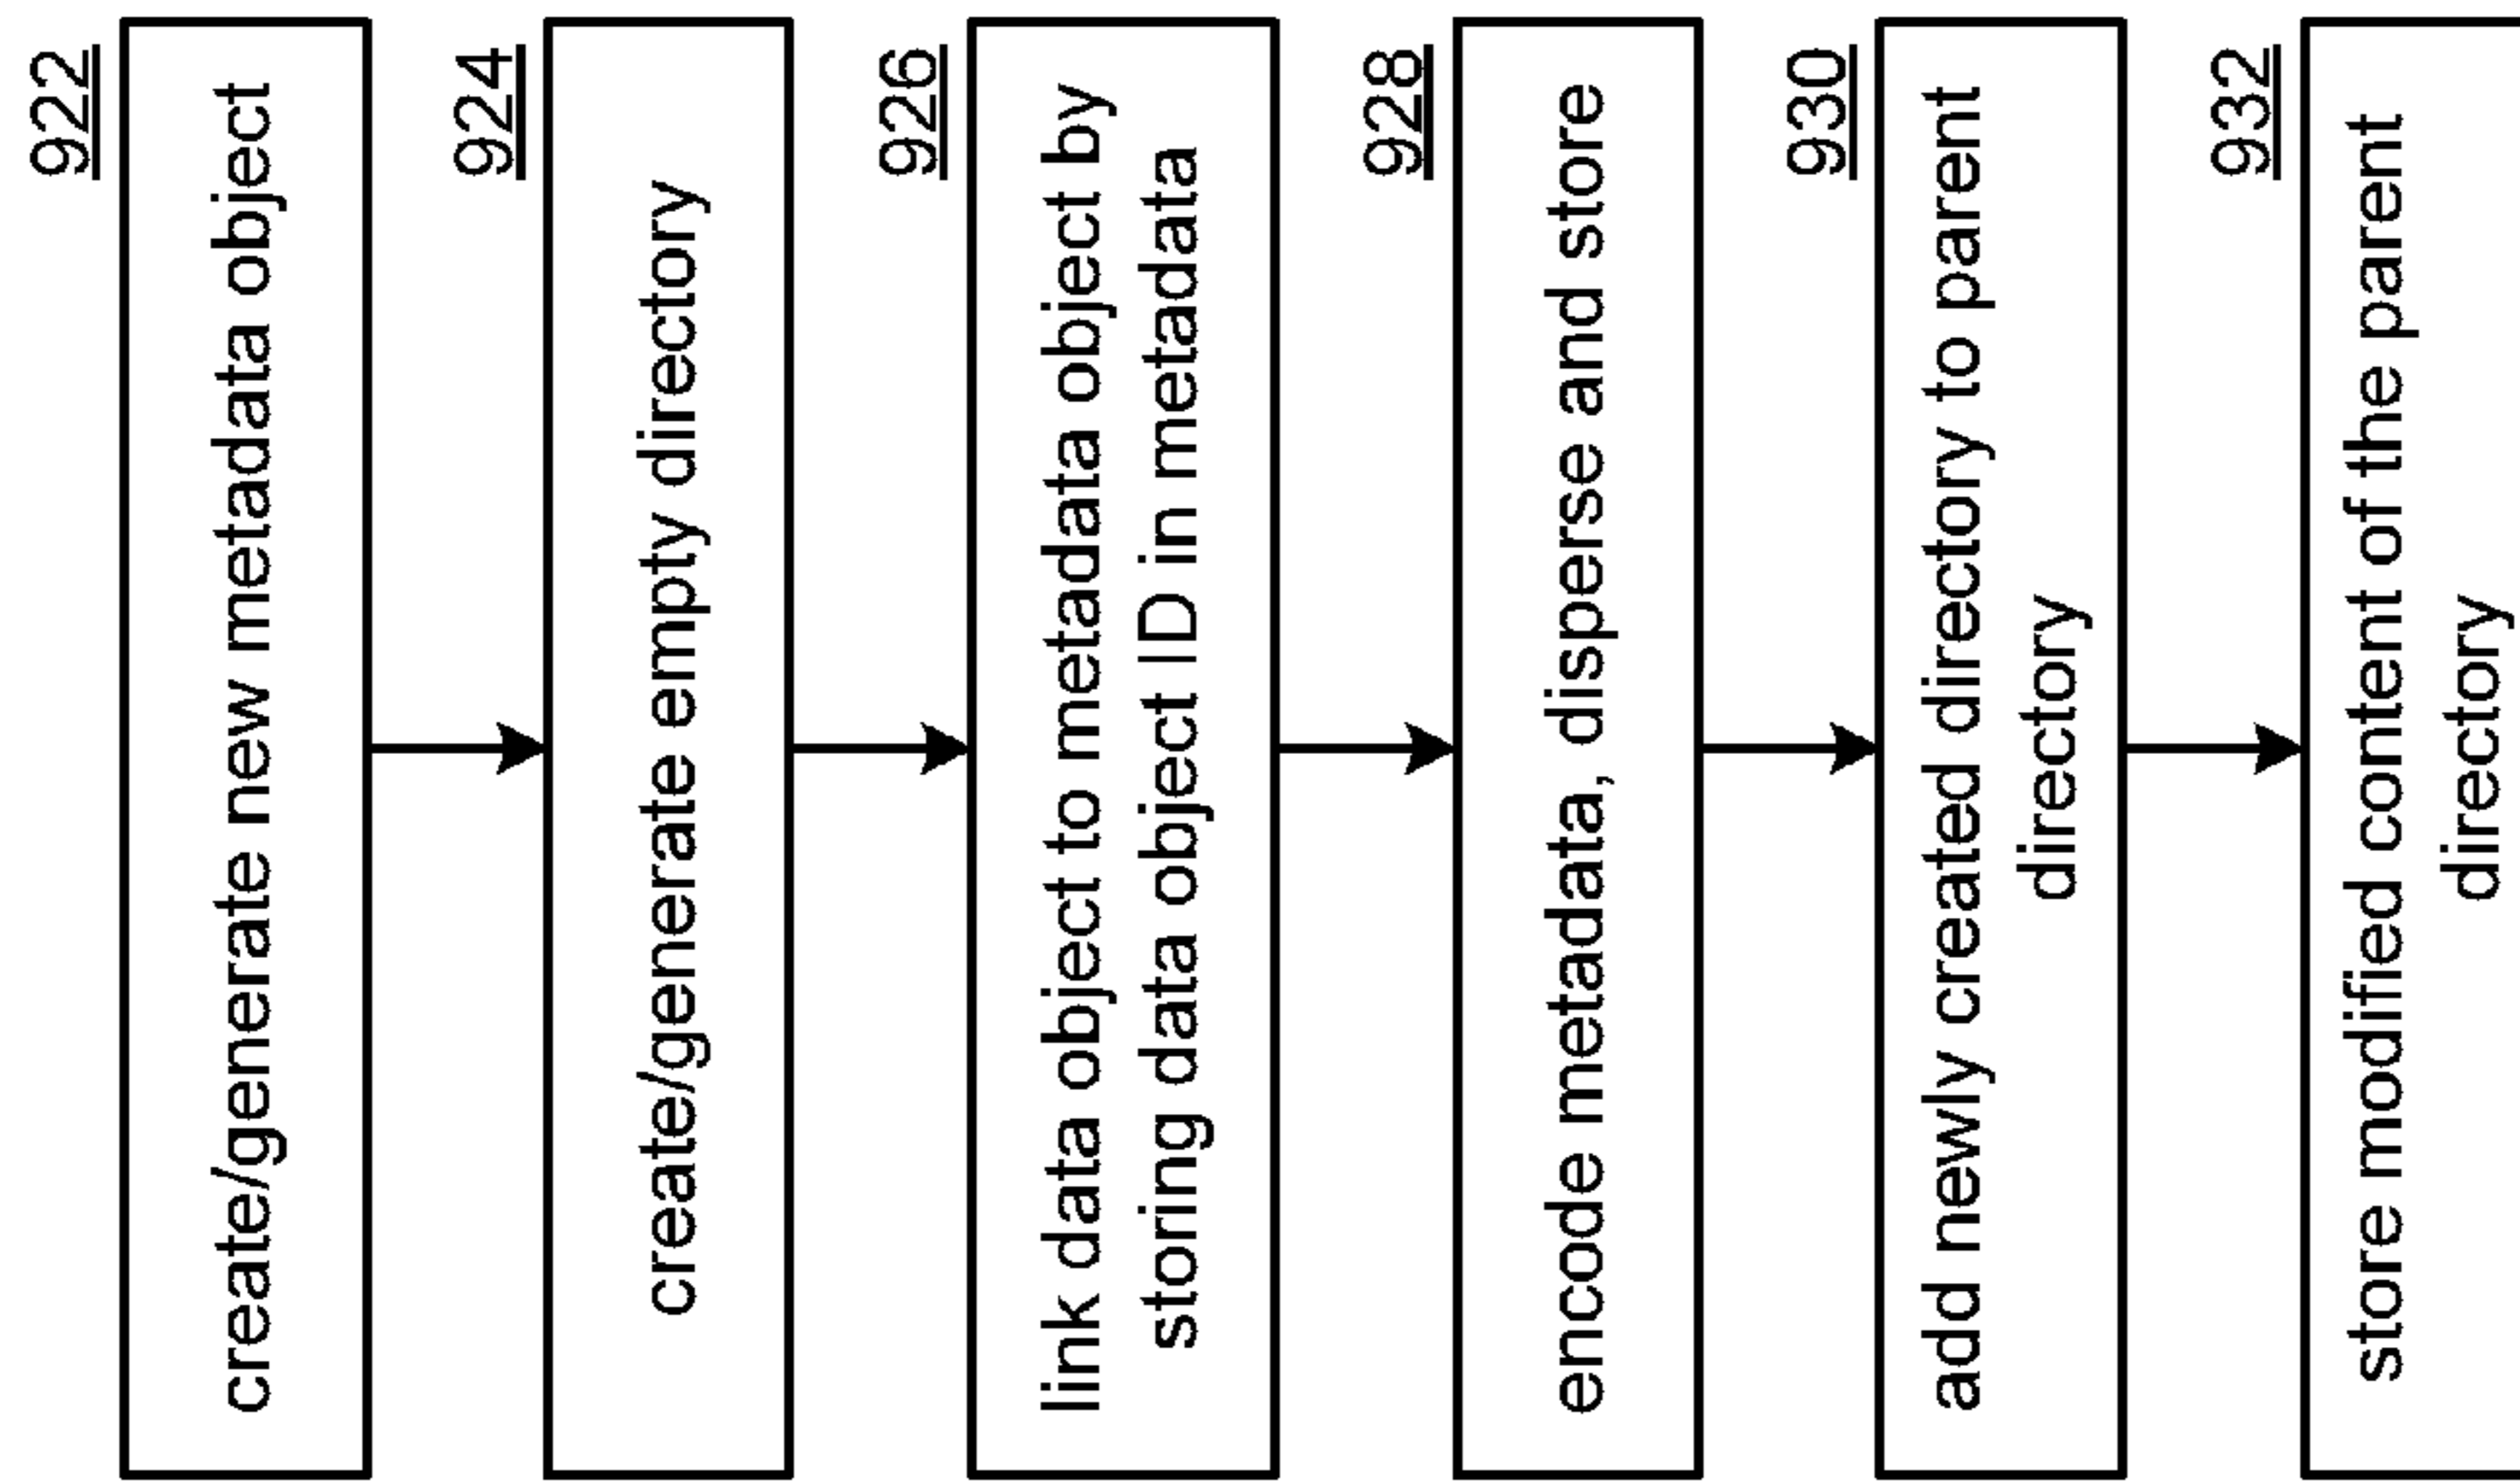 922
create/generate new metadata object
924
create/generate empty directory
926
link data object to metadata object by
storing data object ID in metadata
928
encode metadata, disperse and store
930
add newly created directory to parent
directory
932
store modified content of the parent
directory